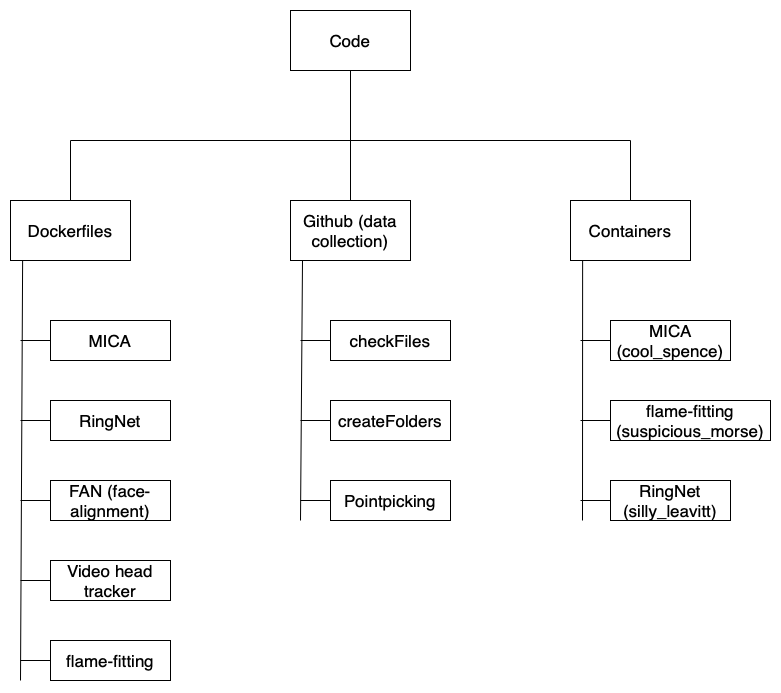 Code
Dockerfiles
Github (data
collection)
Containers
MICA
RingNet
FAN (face-
alignment)
Video head
tracker
flame-fitting
checkFiles
createFolders
Pointpicking
MICA
(cool_spence)
flame-fitting
(suspicious_morse)
RingNet
(silly_leavitt)